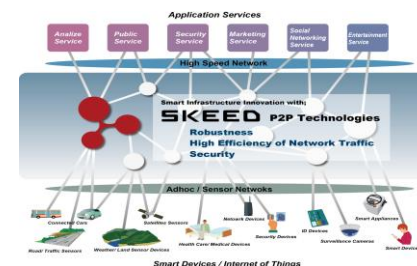 Application Services
Analize Service
Public Service
Security Service
Marketing Service
Social Networking Service
Entertainment Service
High Speed Network
Smart Infrastructure Innovation with;
SKEED P2P Technologies
Robustness
High Efficiency of Network Traffic
Security
Adhoc / Sensor Netwoks
Connected Cars
Satellites Sensors
Network Devices
ID Devices
Smart Appliances
Road/ Traffic Sensors
Weather/ Land Sensor Devices
Health Care/ Medical Devices
Security Devices
Surveillance Cameras
Smart Devices
Smart Devices / Internet of Things